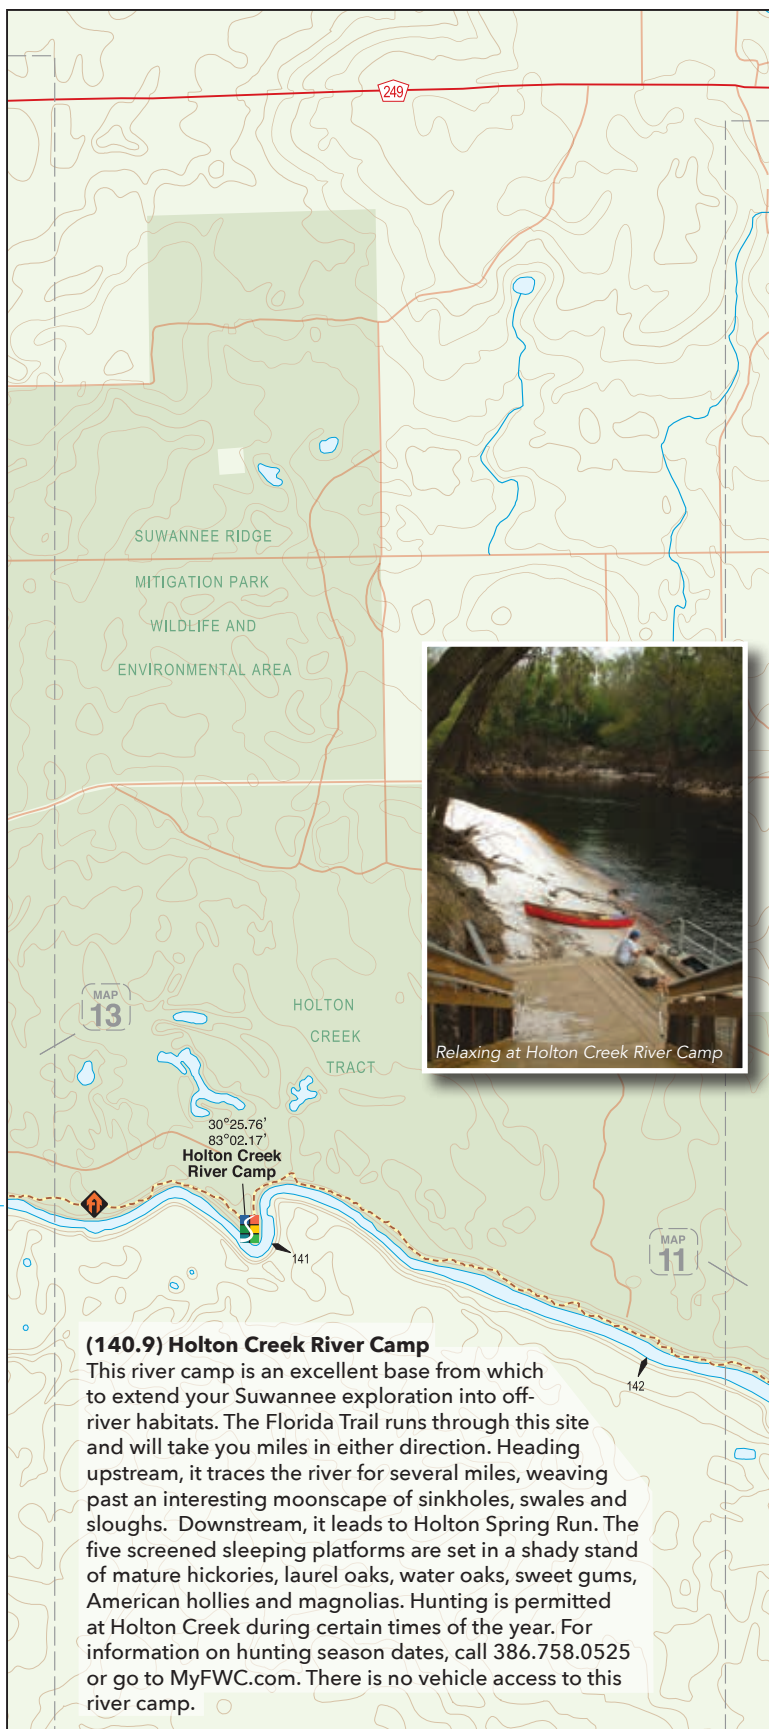 249
SUWANNEE RIDGE
MITIGATION PARK
WILDLIFE AND
ENVIRONMENTAL AREA
Relaxing at Holton Creek River Camp
MAP
13
HOLTON
CREEK
TRACT
30°25.76'
83°02.17'
Holton Creek
River Camp
S
141
MAP
11
142
(140.9) Holton Creek River Camp
This river camp is an excellent base from which
to extend your Suwannee exploration into off-
river habitats. The Florida Trail runs through this site
and will take you miles in either direction. Heading
upstream, it traces the river for several miles, weaving
past an interesting moonscape of sinkholes, swales and
sloughs.  Downstream, it leads to Holton Spring Run. The
five screened sleeping platforms are set in a shady stand
of mature hickories, laurel oaks, water oaks, sweet gums,
American hollies and magnolias. Hunting is permitted
at Holton Creek during certain times of the year. For
information on hunting season dates, call 386.758.0525
or go to MyFWC.com. There is no vehicle access to this
river camp.